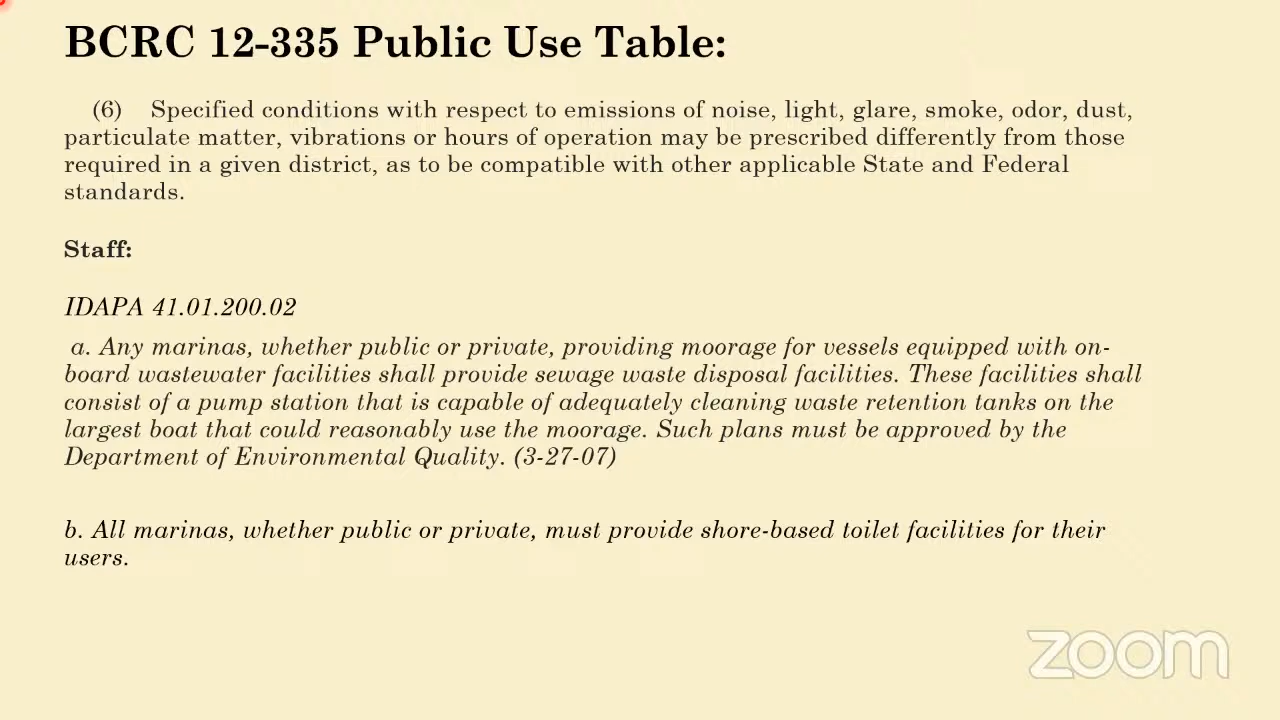 BCRC 12-335 Public Use Table:
(6) Specified conditions with respect to emissions of noise, light, glare, smoke, odor, dust,
particulate matter, vibrations or hours of operation may be prescribed differently from those
required in a given district, as to be compatible with other applicable State and Federal
standards.
Staff:
IDAPA 41.01.200.02
a. Any marinas, whether public or private, providing moorage for vessels equipped with on-
board wastewater facilities shall provide sewage waste disposal facilities. These facilities shall
consist of a pump station that is capable of adequately cleaning waste retention tanks on the
largest boat that could reasonably use the moorage. Such plans must be approved by the
Department of Environmental Quality. (3-27-07)
b. All marinas, whether public or private, must provide shore-based toilet facilities for their
users.
zoom